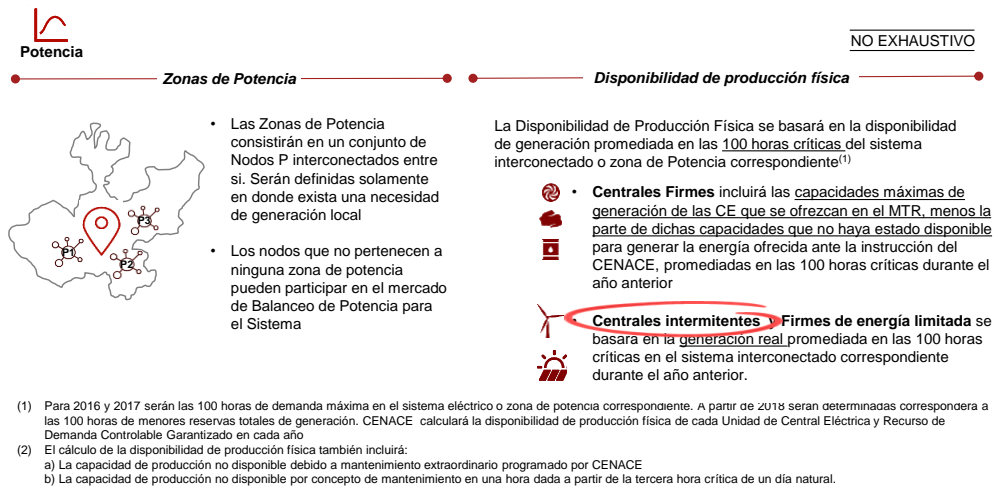 Potencia
NO EXHAUSTIVO
Zonas de Potencia
• Las Zonas de Potencia
consistirán en un conjunto de
Nodos P interconectados entre
si. Serán definidas solamente
en donde exista una necesidad
de generación local
• Los nodos que no pertenecen a
ninguna zona de potencia
pueden participar en el mercado
de Balanceo de Potencia para
el Sistema
P3
P1
P2
Disponibilidad de producción física
La Disponibilidad de Producción Física se basará en la disponibilidad
de generación promediada en las 100 horas críticas del sistema
interconectado o zona de Potencia correspondiente(1)
• Centrales Firmes incluirá las capacidades máximas de
generación de las CE que se ofrezcan en el MTR, menos la
parte de dichas capacidades que no haya estado disponible
para generar la energía ofrecida ante la instrucción del
CENACE, promediadas en las 100 horas críticas durante el
año anterior
• Centrales intermitentes y Firmes de energía limitada se
basará en la generación real promediada en las 100 horas
críticas en el sistema interconectado correspondiente
durante el año anterior.
(1) Para 2016 y 2017 serán las 100 horas de demanda máxima en el sistema eléctrico o zona de potencia correspondiente. A partir de 2018 serán determinadas corresponderá a
las 100 horas de menores reservas totales de generación. CENACE calculará la disponibilidad de producción física de cada Unidad de Central Eléctrica y Recurso de
Demanda Controlable Garantizado en cada año
(2) El cálculo de la disponibilidad de producción física también incluirá:
a) La capacidad de producción no disponible debido a mantenimiento extraordinario programado por CENACE
b) La capacidad de producción no disponible por concepto de mantenimiento en una hora dada a partir de la tercera hora crítica de un día natural.